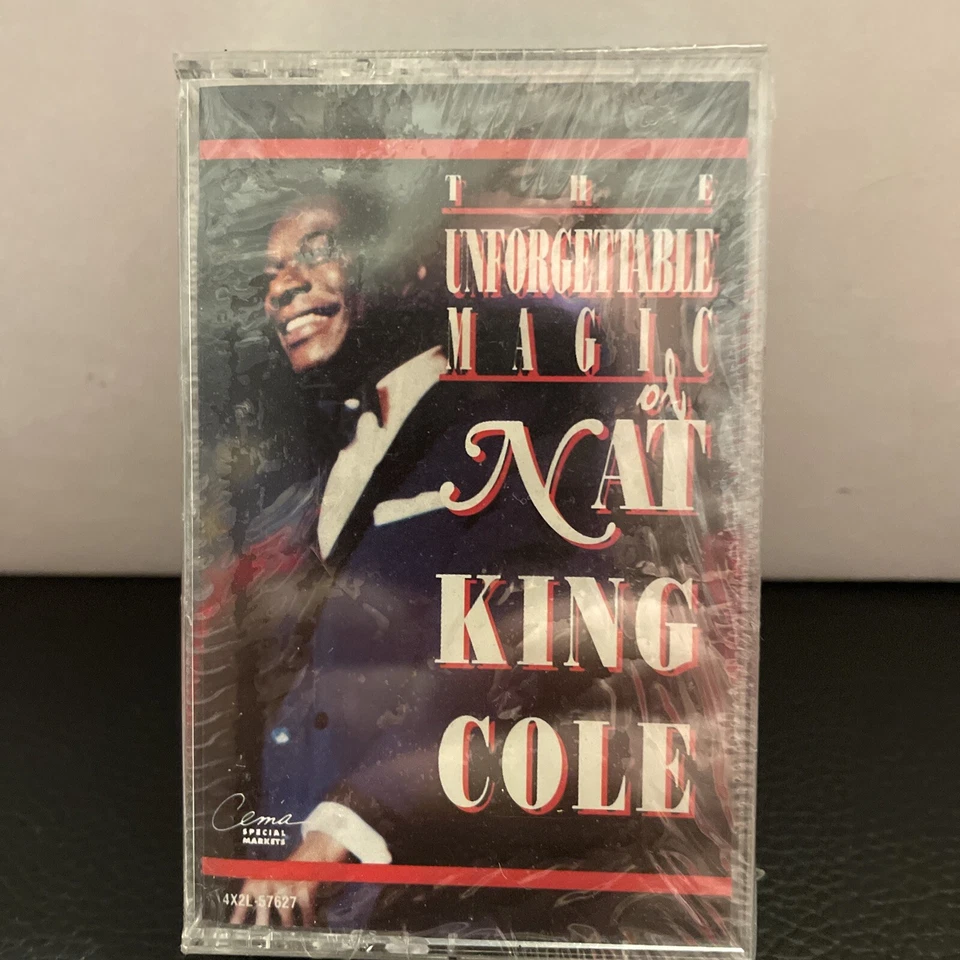 THE
UNFORGETTABLE
MAGIC
of
NAT
KING
COLE
Cema
SPECIAL
MARKETS
4X2L-57627